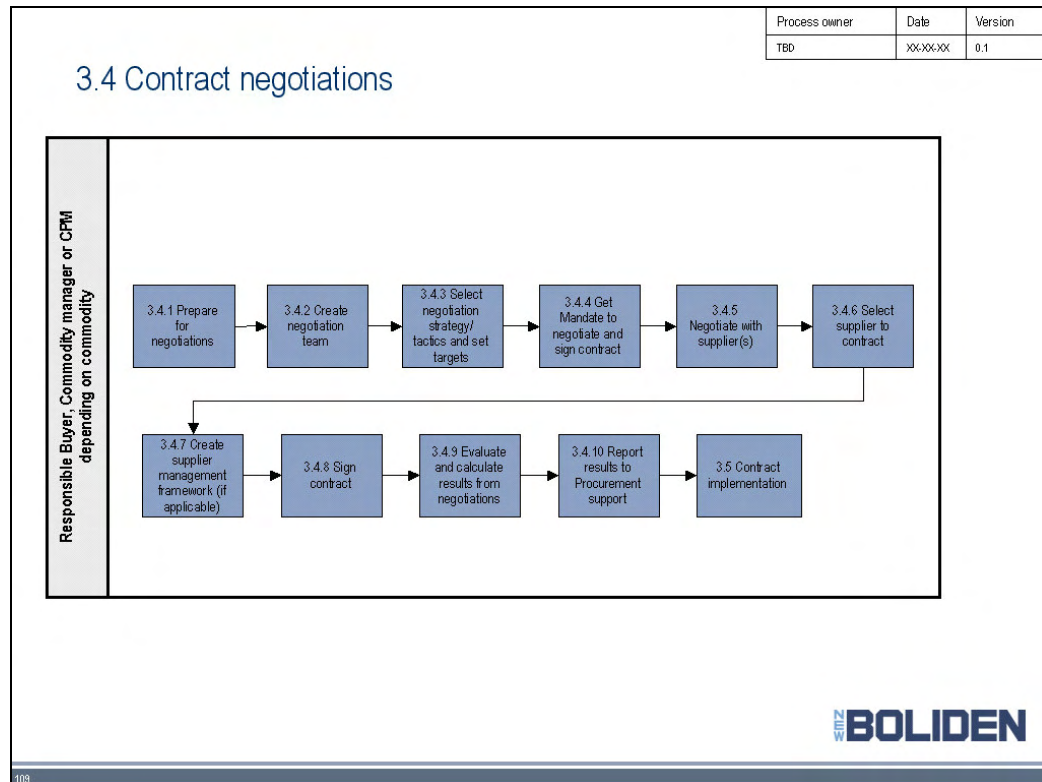 Process owner Date Version
TBD XX-XX-XX 0.1
3.4 Contract negotiations
Responsible Buyer, Commodity manager or CPM
depending on commodity
3.4.1 Prepare
for
negotiations
3.4.2 Create
negotiation
team
3.4.3 Select
negotiation
strategy/
tactics and set
targets
3.4.4 Get
Mandate to
negotiate and
sign contract
3.4.5
Negotiate with
supplier(s)
3.4.6 Select
supplier to
contract
3.4.7 Create
supplier
management
framework (if
applicable)
3.4.8 Sign
contract
3.4.9 Evaluate
and calculate
results from
negotiations
3.4.10 Report
results to
Procurement
support
3.5 Contract
implementation
NEW BOLIDEN
109